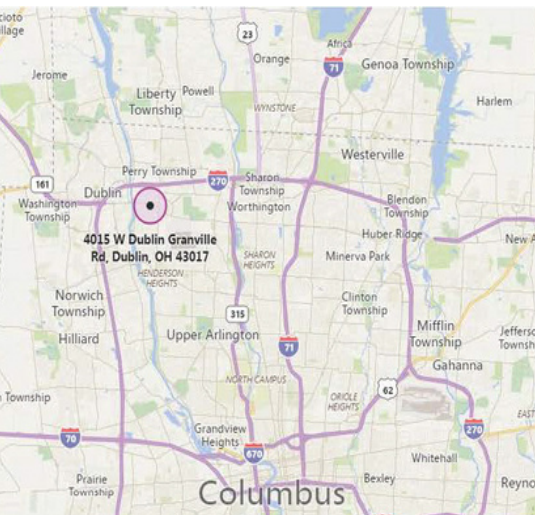 cioto
illage
23
Africa
Orange
71
Genoa Township
Jerome
Liberty
Township
Powell
WYNSTONE
Harlem
Westerville
161
Perry Township
270
Sharon
Township
Dublin
Washington
Township
Worthington
Blendon
Township
4015 W Dublin Granville
Rd, Dublin, OH 43017
Huber Ridge
New A
HENDERSON
HEIGHTS
SHARON
HEIGHTS
Minerva Park
Norwich
Township
Clinton
Township
315
Hilliard
Upper Arlington
71
Mifflin
Township
Jefferso
Townsh
Gahanna
NORTH CAMPUS
62
n Township
ORIOLE
HEIGHTS
EAST
70
Grandview
Heights
670
270
Whitehall
Prairie
Township
Columbus
Bexley
Reyno